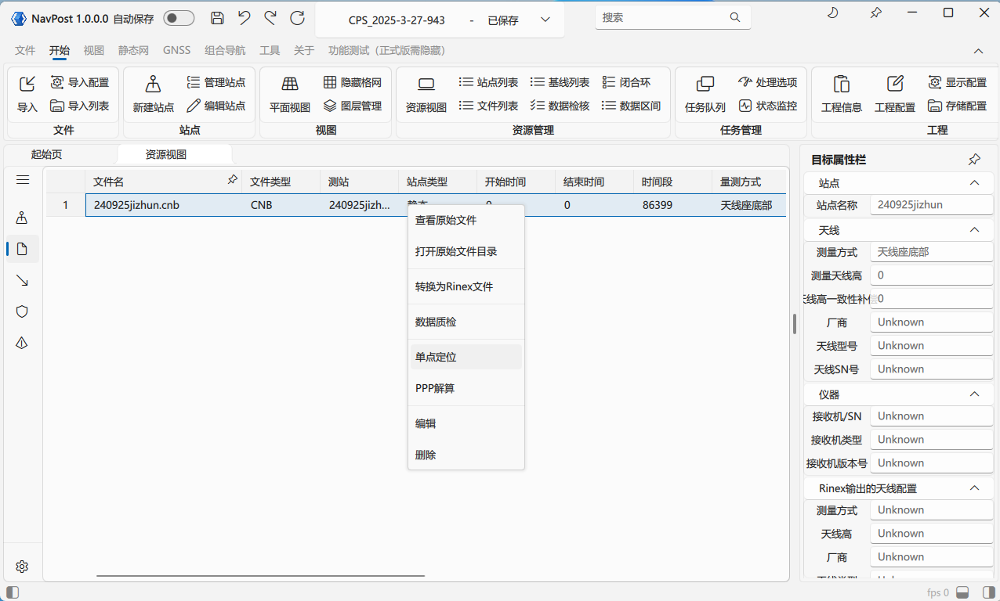 NavPost 1.0.0.0 自动保存 CPS_2025-3-27-943 - 已保存 搜索
文件 开始 视图 静态网 GNSS 组合导航 工具 关于 功能测试（正式版需隐藏）
导入配置 管理站点 隐藏格网 站点列表 基线列表 闭合环 处理选项 显示配置
导入 导入列表 新建站点 编辑站点 平面视图 图层管理 资源视图 文件列表 数据检核 数据区间 任务队列 状态监控 工程信息 工程配置 存储配置
文件 站点 视图 资源管理 任务管理 工程
起始页 资源视图
文件名 文件类型 测站 站点类型 开始时间 结束时间 时间段 量测方式
1 240925jizhun.cnb CNB 240925jizh... 静态 0 0 86399 天线座底部
查看原始文件
打开原始文件目录
转换为Rinex文件
数据质检
单点定位
PPP解算
编辑
删除
目标属性栏
站点
站点名称 240925jizhun
天线
测量方式 天线座底部
测量天线高 0
天线高一致性补偿 0
厂商 Unknown
天线型号 Unknown
天线SN号 Unknown
仪器
接收机/SN Unknown
接收机类型 Unknown
接收机版本号 Unknown
Rinex输出的天线配置
测量方式 Unknown
天线高 Unknown
厂商 Unknown
fps 0